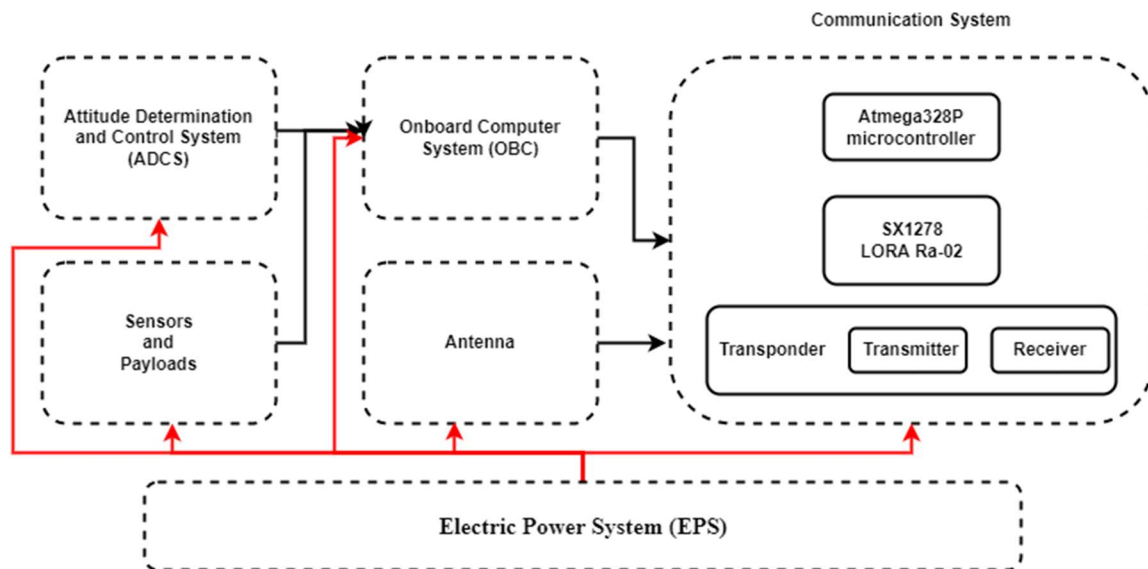 Communication System
Attitude Determination
and Control System
(ADCS)
Onboard Computer
System (OBC)
Atmega328P
microcontroller
SX1278
LORA Ra-02
Sensors
and
Payloads
Antenna
Transponder
Transmitter
Receiver
Electric Power System (EPS)